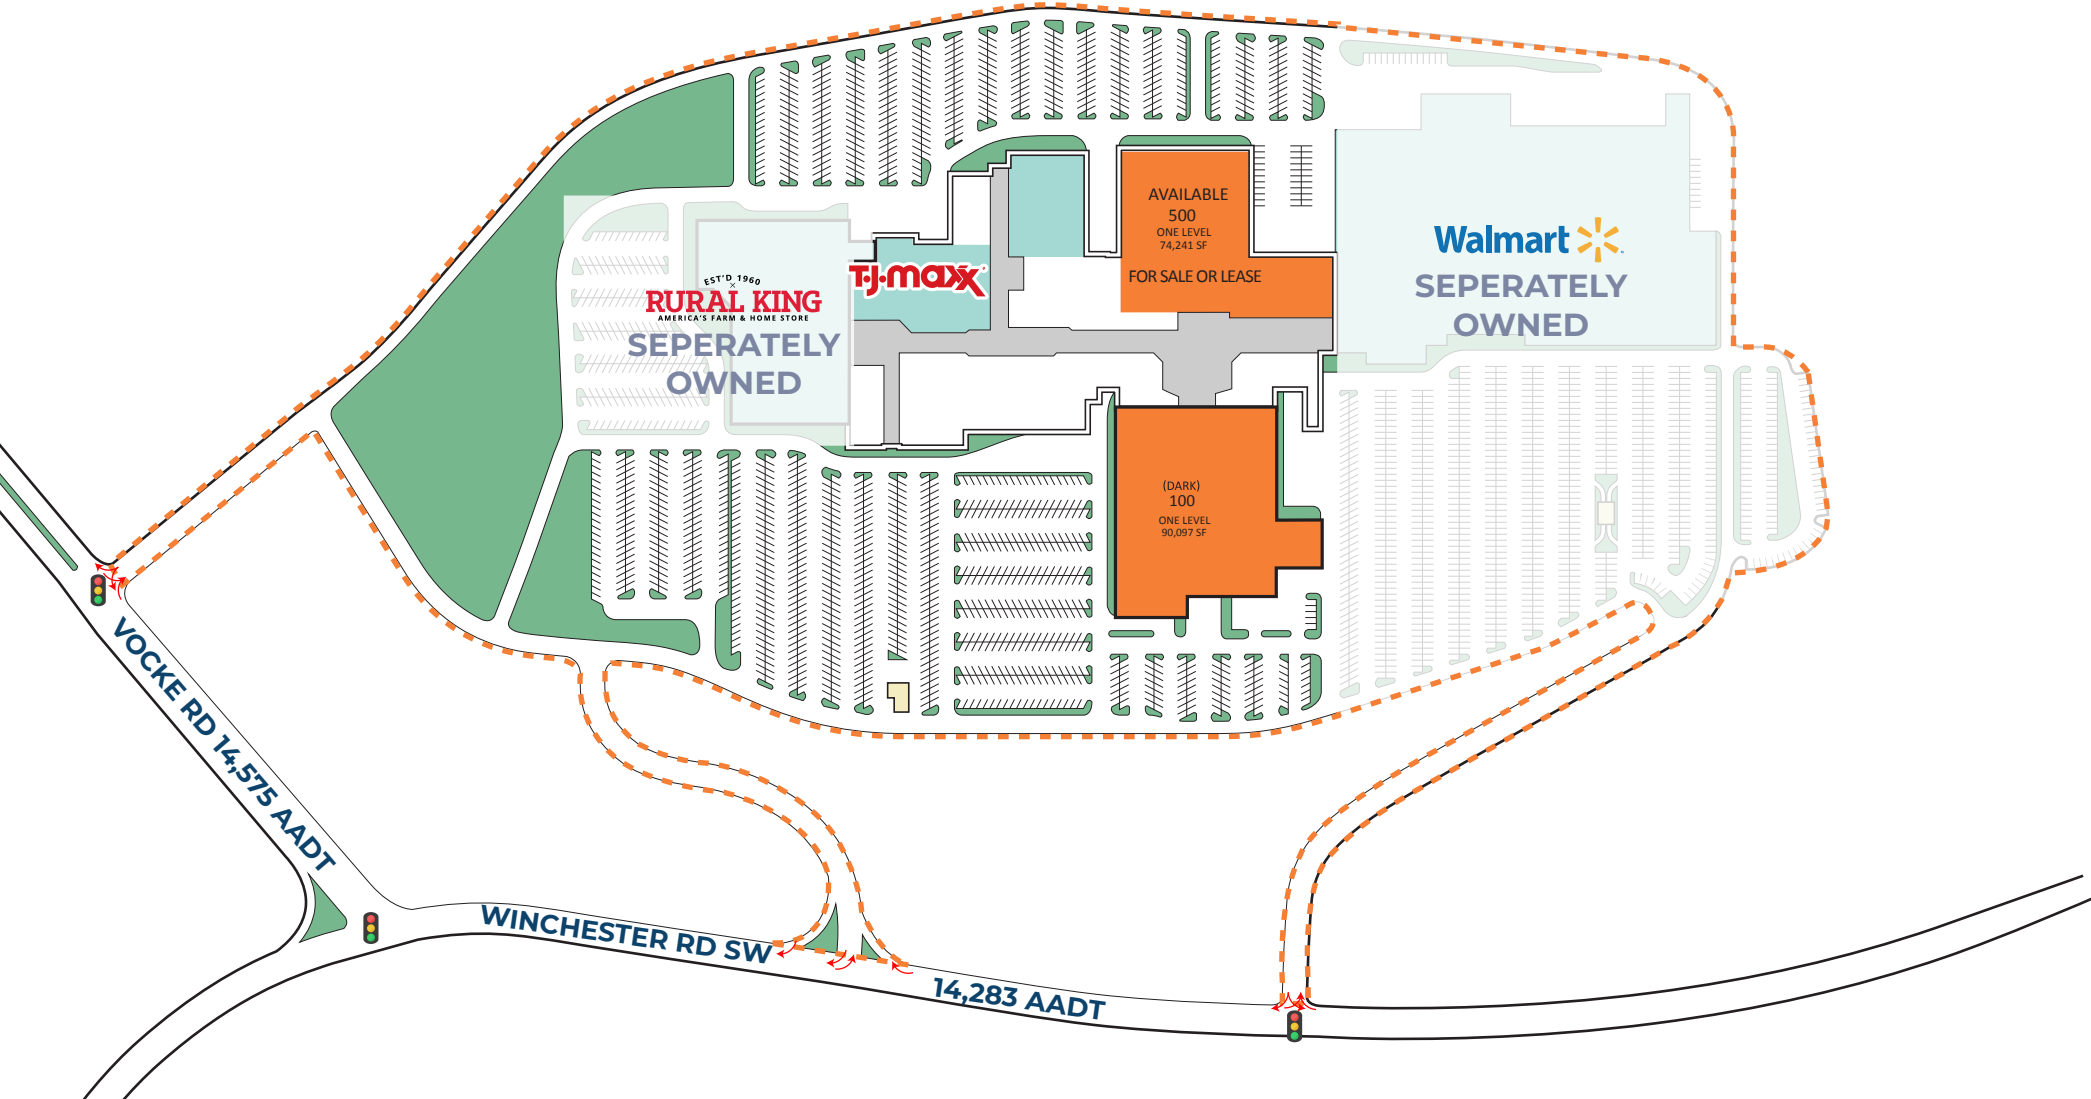 AVAILABLE
500
ONE LEVEL
74,241 SF
FOR SALE OR LEASE
Walmart
SEPERATELY
OWNED
EST'D 1960
RURAL KING
AMERICA'S FARM & HOME STORE
SEPERATELY
OWNED
T·J·maxx
(DARK)
100
ONE LEVEL
90,097 SF
VOCKE RD 14,575 AADT
WINCHESTER RD SW
14,283 AADT